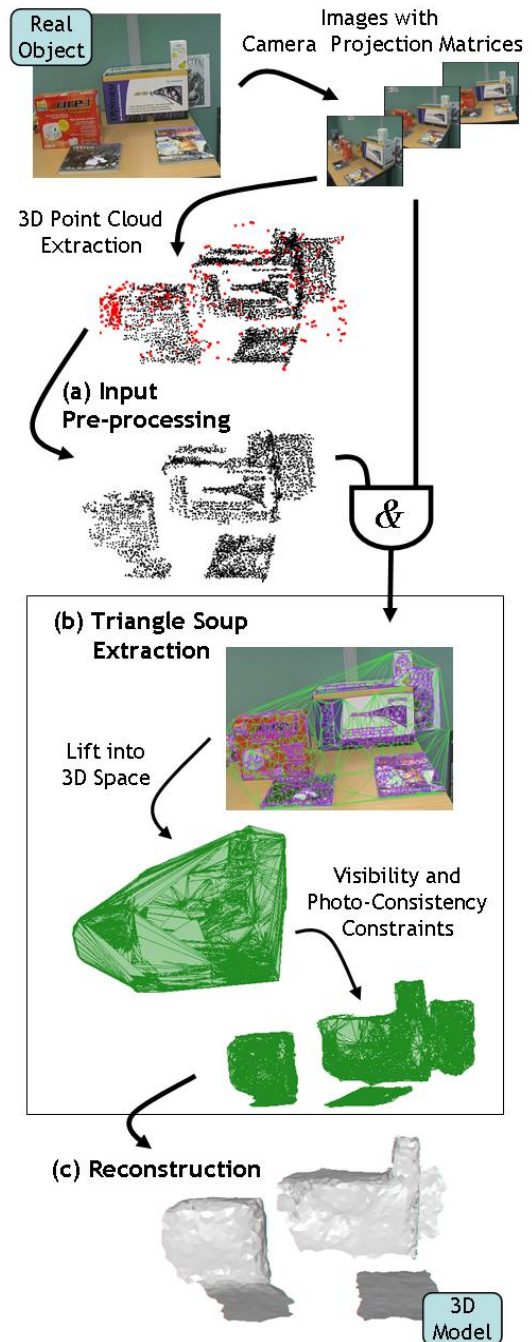 Real
Object
Images with
Camera Projection Matrices
3D Point Cloud
Extraction
(a) Input
Pre-processing
&
(b) Triangle Soup
Extraction
Lift into
3D Space
Visibility and
Photo-Consistency
Constraints
(c) Reconstruction
3D
Model